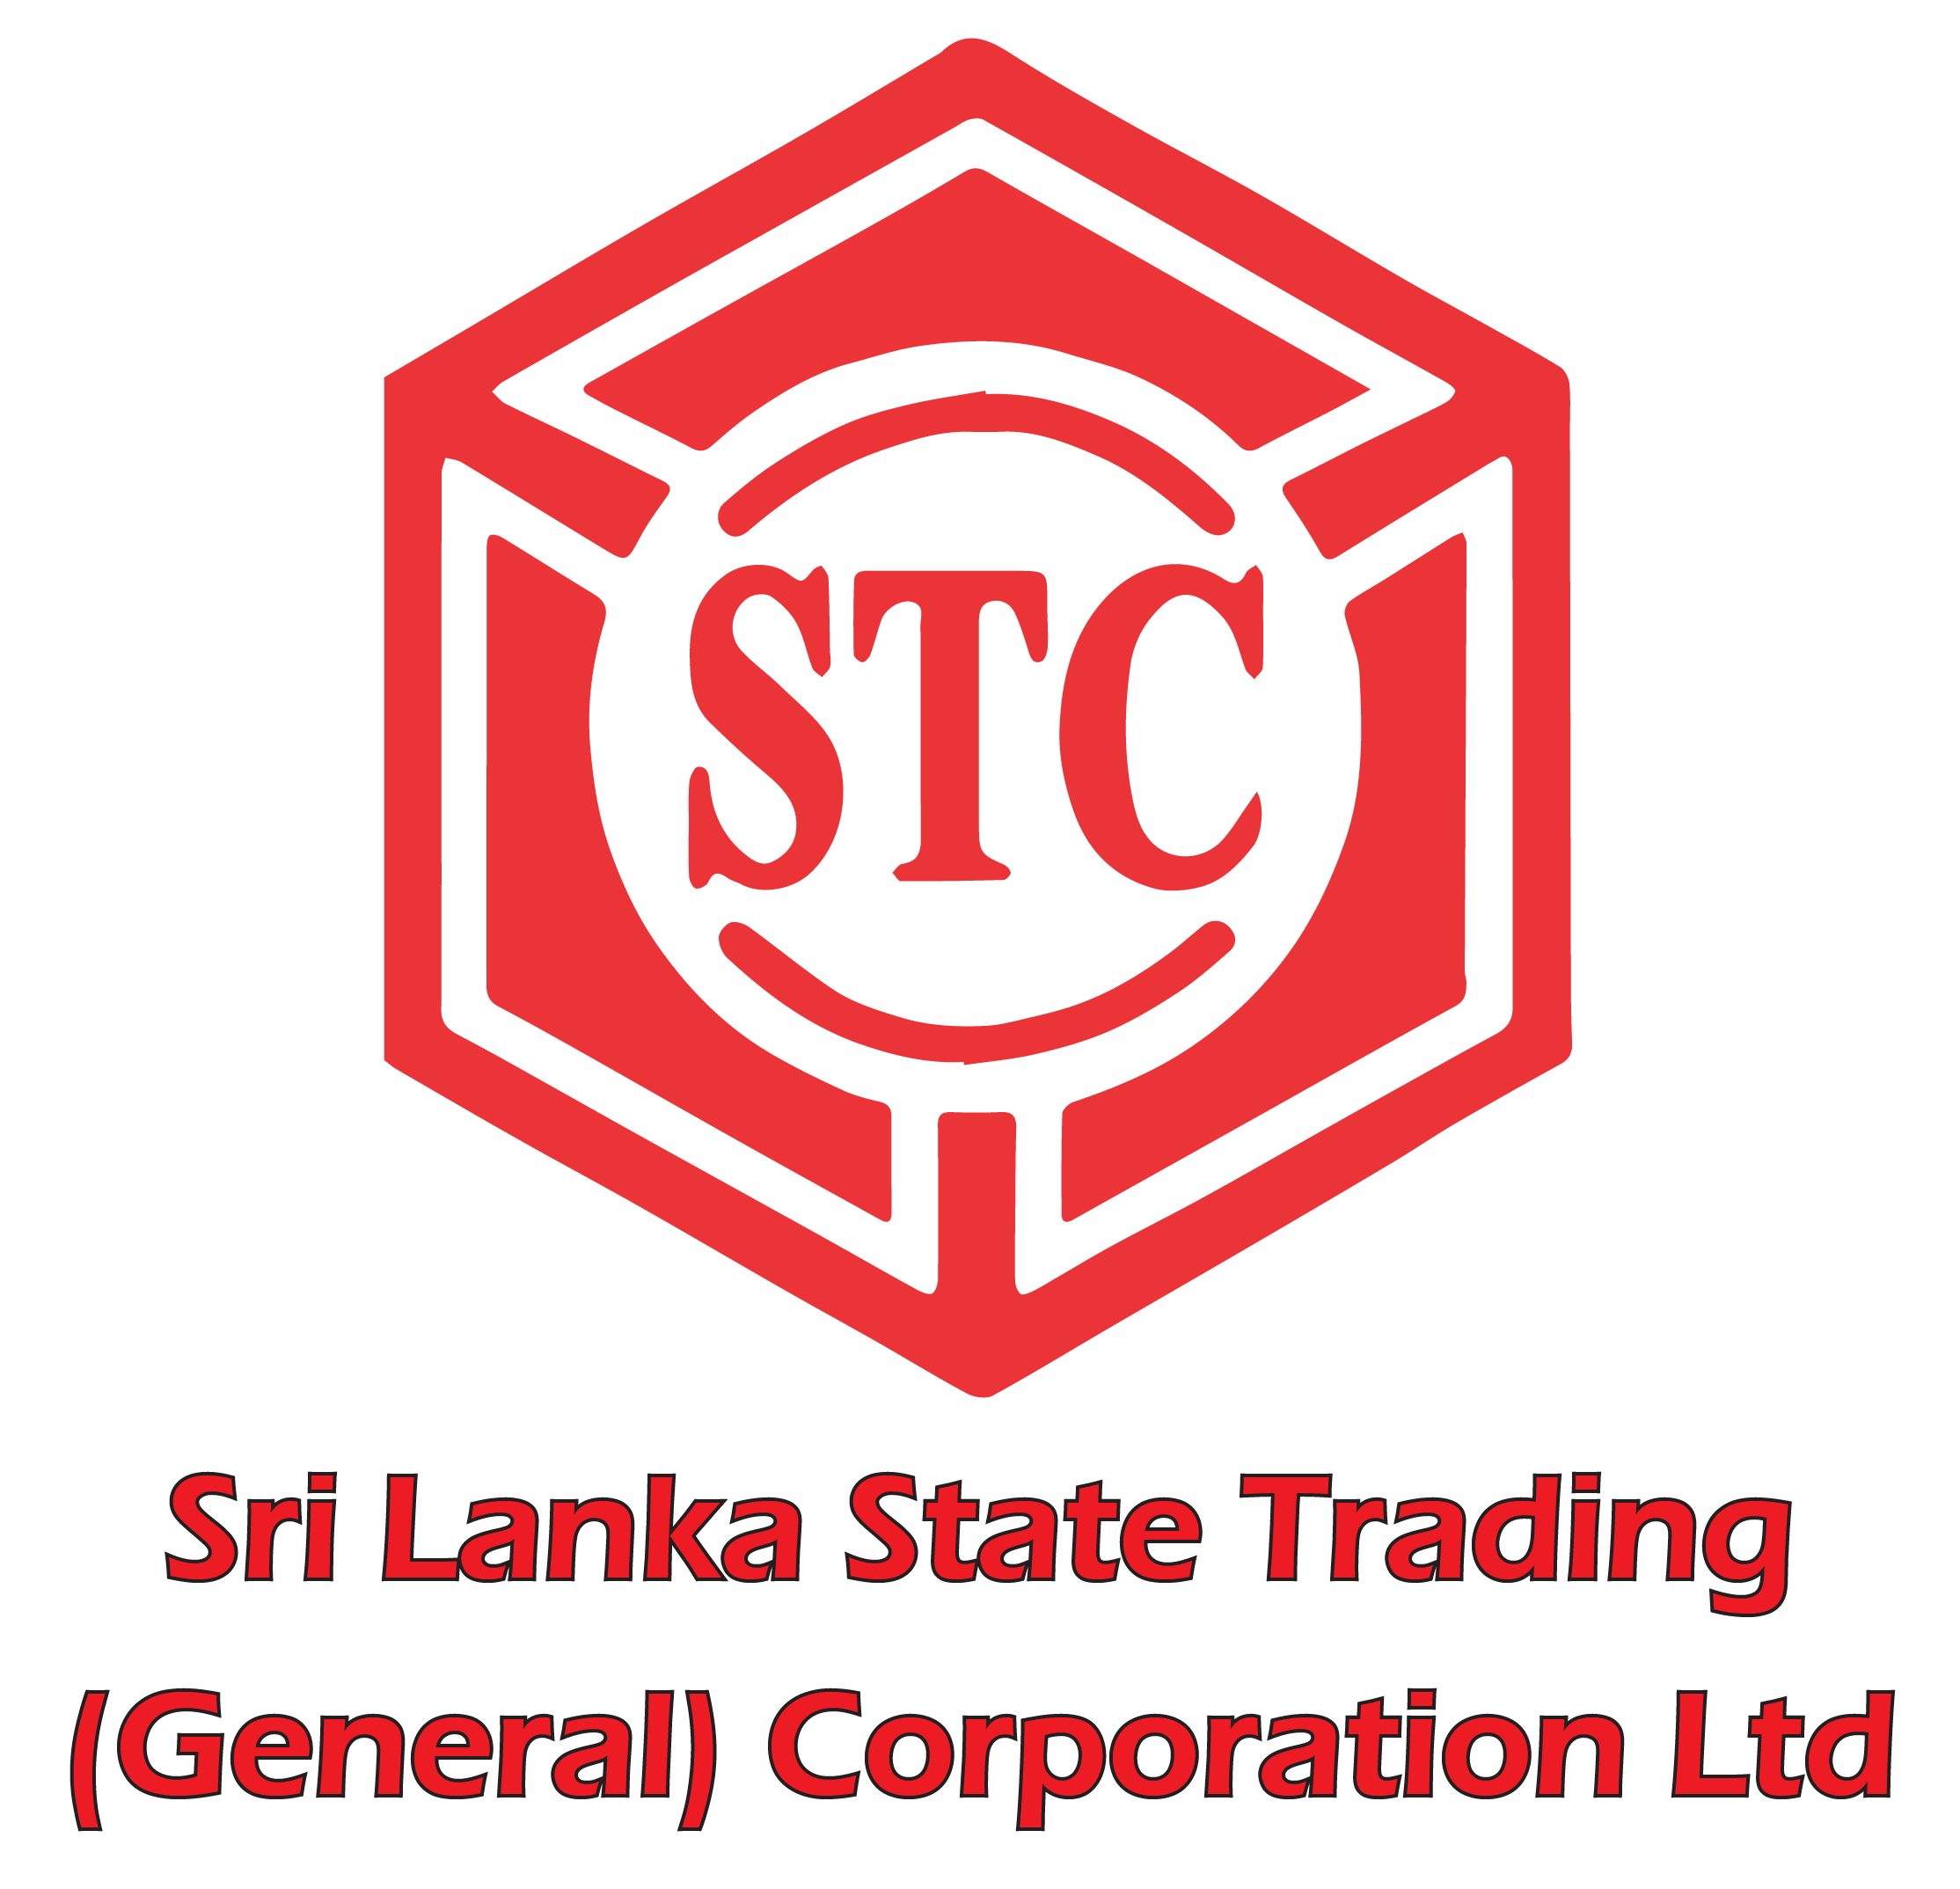 STC
Sri Lanka State Trading
(General) Corporation Ltd